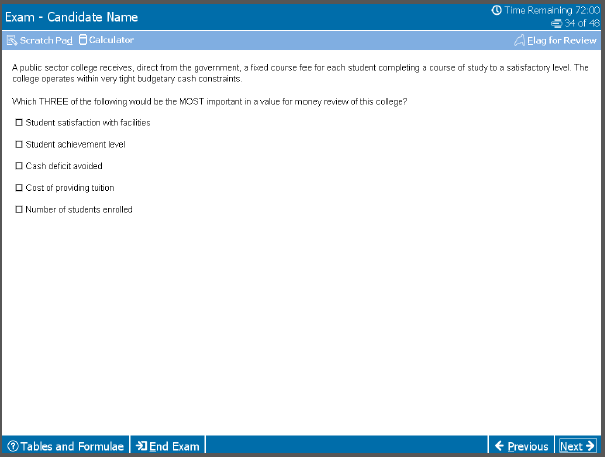 Exam - Candidate Name
Time Remaining 72:00
34 of 48
Scratch Pad Calculator
Flag for Review
A public sector college receives, direct from the government, a fixed course fee for each student completing a course of study to a satisfactory level. The
college operates within very tight budgetary cash constraints.
Which THREE of the following would be the MOST important in a value for money review of this college?
Student satisfaction with facilities
Student achievement level
Cash deficit avoided
Cost of providing tuition
Number of students enrolled
Tables and Formulae End Exam Previous Next